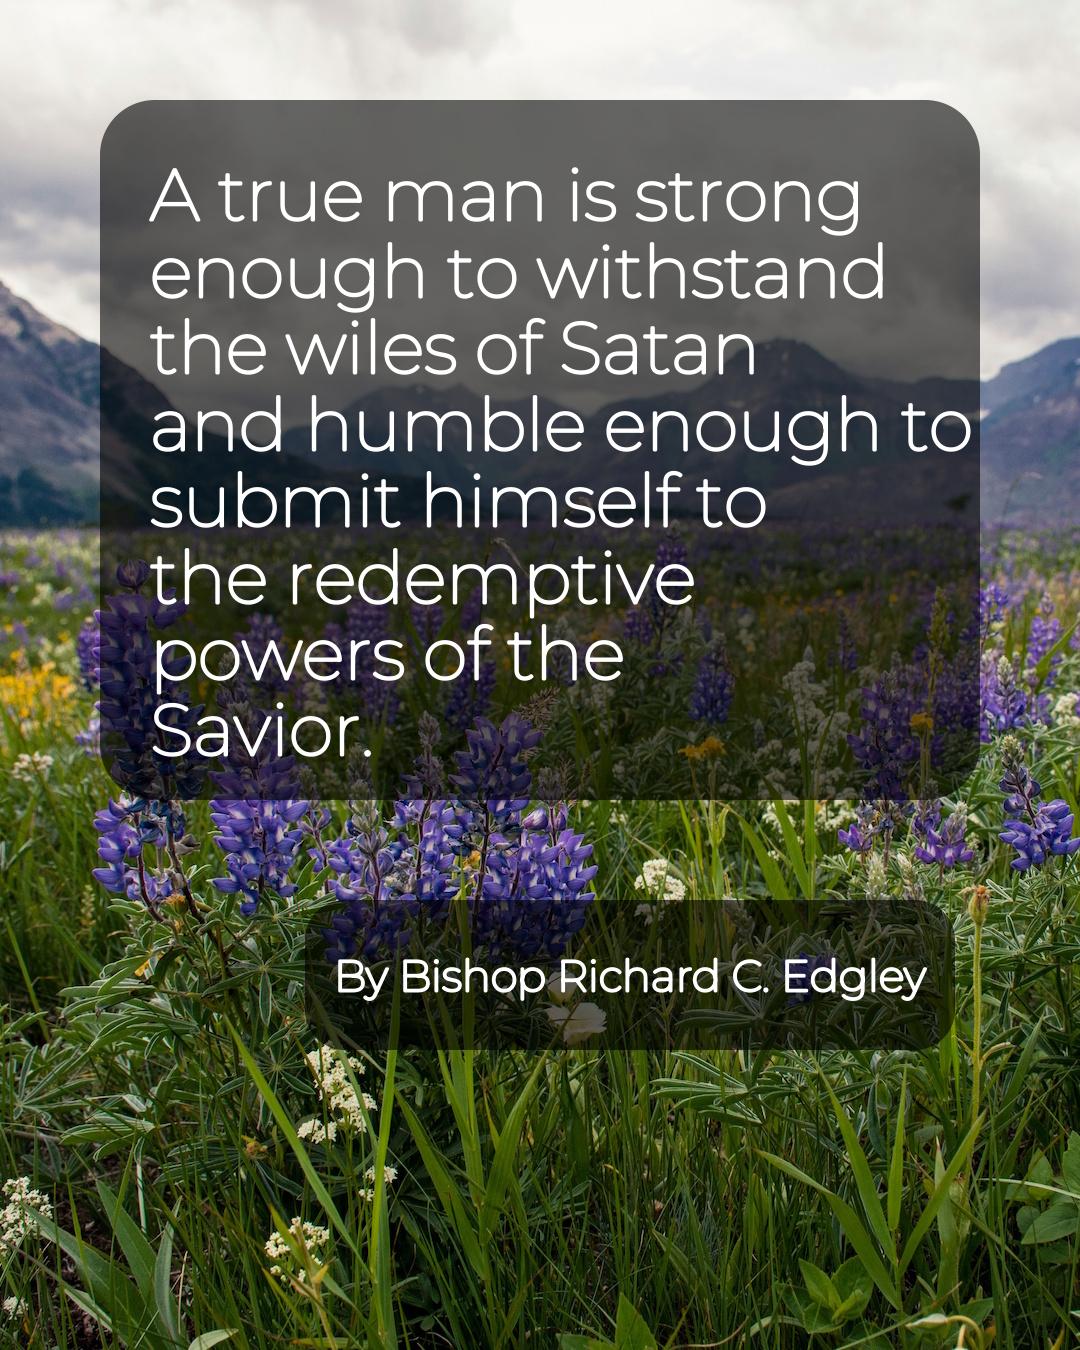 A true man is strong
enough to withstand
the wiles of Satan
and humble enough to
submit himself to
the redemptive
powers of the
Savior.
By Bishop Richard C. Edgley